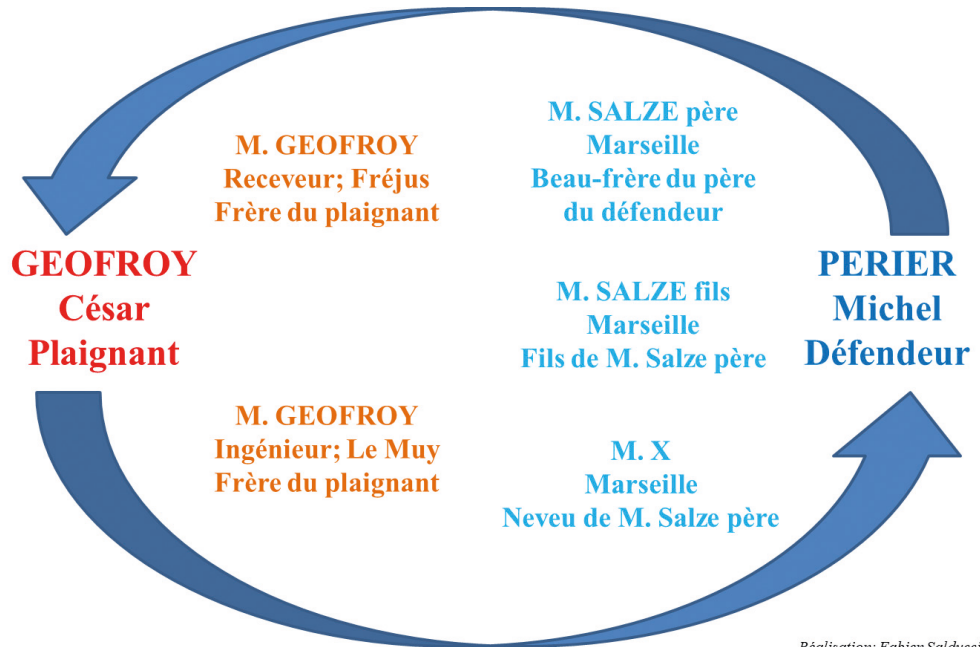 M. GEOFROY
Receveur; Fréjus
Frère du plaignant
M. SALZE père
Marseille
Beau-frère du père
du défendeur
GEOFROY
César
Plaignant
M. SALZE fils
Marseille
Fils de M. Salze père
PERIER
Michel
Défendeur
M. GEOFROY
Ingénieur; Le Muy
Frère du plaignant
M. X
Marseille
Neveu de M. Salze père
Réalisation: